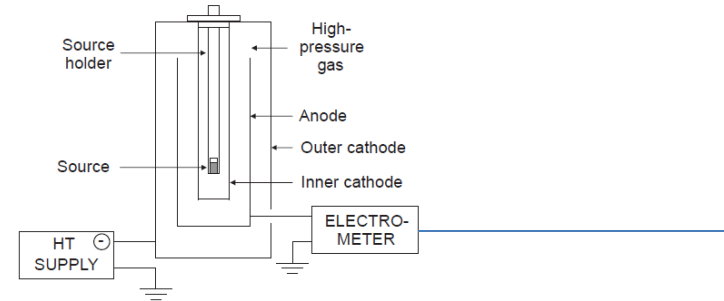 Source
holder
High-
pressure
gas
Anode
Outer cathode
Source
Inner cathode
ELECTRO-
METER
HT −
SUPPLY